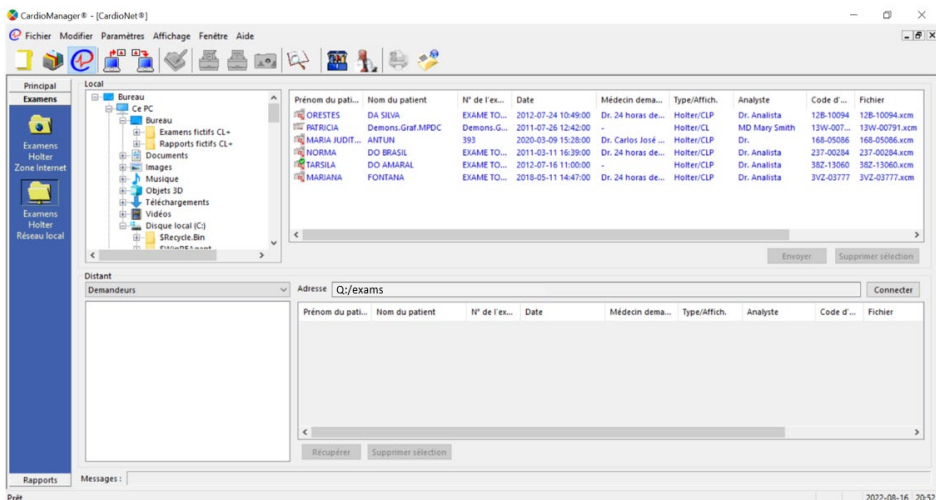 CardioManager® - [CardioNet®]
Fichier Modifier Paramètres Affichage Fenêtre Aide
Principal
Examens
Examens
Holter
Zone Internet
Examens
Holter
Réseau local
Rapports
Local
Bureau
Ce PC
Bureau
Examens fictifs CL+
Rapports fictifs CL+
Documents
Images
Musique
Objets 3D
Téléchargements
Vidéos
Disque local (C:)
$Recycle.Bin
$WinREAgent
Prénom du pati... Nom du patient N° de l'ex... Date Médecin dema... Type/Affich. Analyste Code d'... Fichier
ORESTES DA SILVA EXAME TO... 2012-07-24 10:49:00 Dr. 24 horas de... Holter/CLP Dr. Analista 12B-10094 12B-10094.xcm
PATRICIA Demons.Graf.MPDC Demons.G... 2011-07-26 12:42:00 - Holter/CL MD Mary Smith 13W-007... 13W-00791.xcm
MARIA JUDIT... ANTUN 393 2020-03-09 15:28:00 Dr. Carlos José ... Holter/CLP Dr. 168-05086 168-05086.xcm
NORMA DO BRASIL EXAME TO... 2011-03-11 16:39:00 Dr. 24 horas de... Holter/CLP Dr. Analista 237-00284 237-00284.xcm
TARSILA DO AMARAL EXAME TO... 2012-07-16 11:00:00 - Holter/CLP Dr. Analista 38Z-13060 38Z-13060.xcm
MARIANA FONTANA EXAME TO... 2018-05-11 14:47:00 Dr. 24 horas de... Holter/CLP Dr. Analista 3VZ-03777 3VZ-03777.xcm
Envoyer Supprimer sélection
Distant
Demandeurs
Adresse Q:/exams Connecter
Prénom du pati... Nom du patient N° de l'ex... Date Médecin dema... Type/Affich. Analyste Code d'... Fichier
Récupérer Supprimer sélection
Messages :
Prêt 2022-08-16 20:52